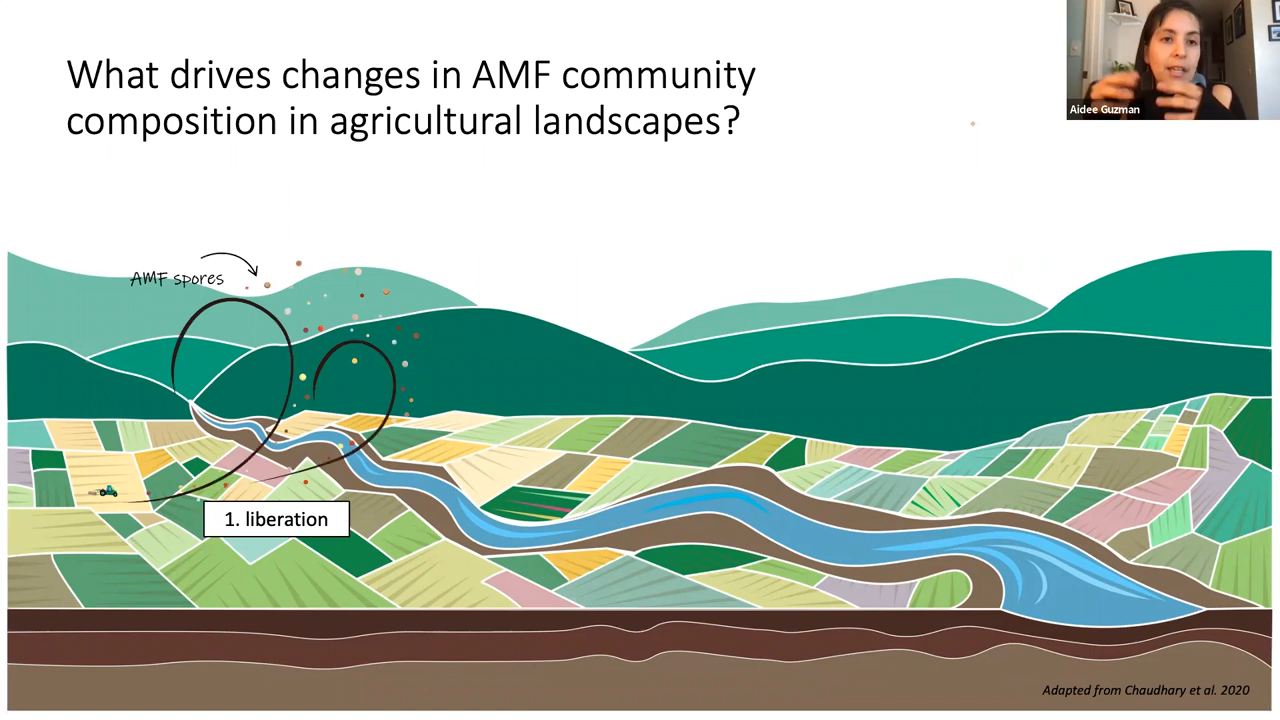 What drives changes in AMF community
composition in agricultural landscapes?
Aidee Guzman
AMF spores
1. liberation
Adapted from Chaudhary et al. 2020